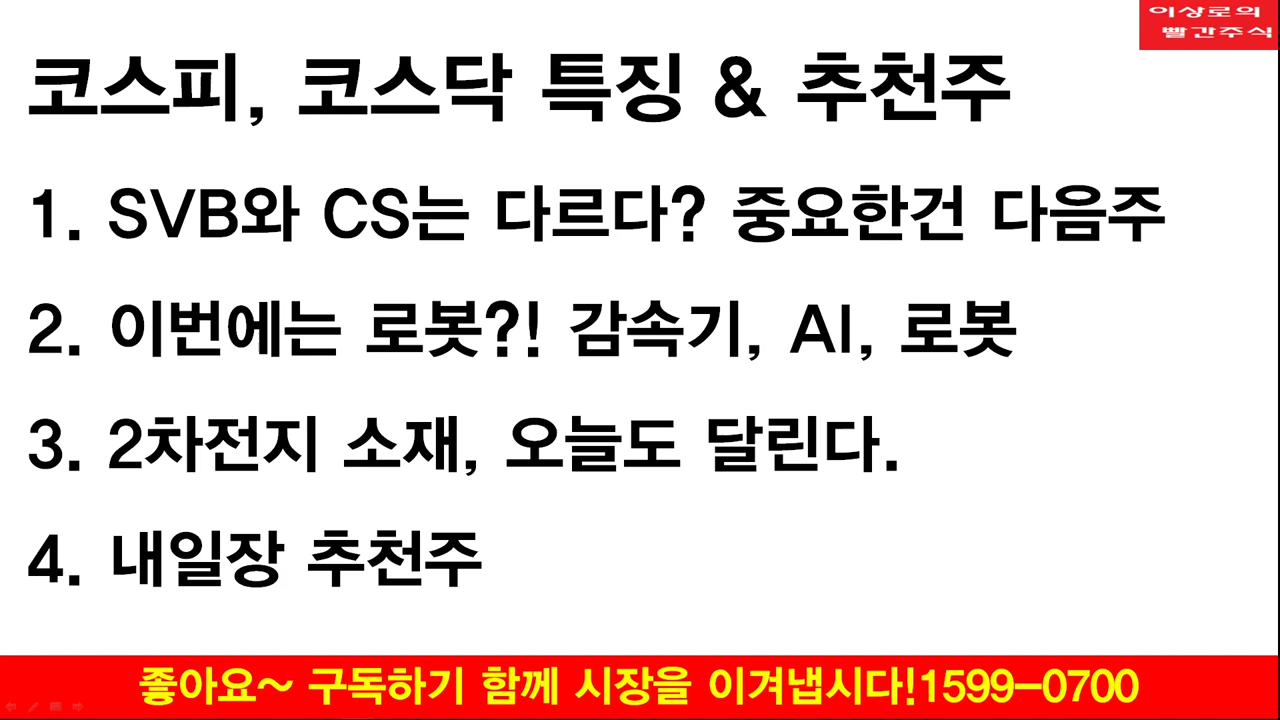 이상로의
빨간주식
코스피, 코스닥 특징 & 추천주
1. SVB와 CS는 다르다? 중요한건 다음주
2. 이번에는 로봇?! 감속기, AI, 로봇
3. 2차전지 소재, 오늘도 달린다.
4. 내일장 추천주
좋아요~ 구독하기 함께 시장을 이겨냅시다!1599-0700